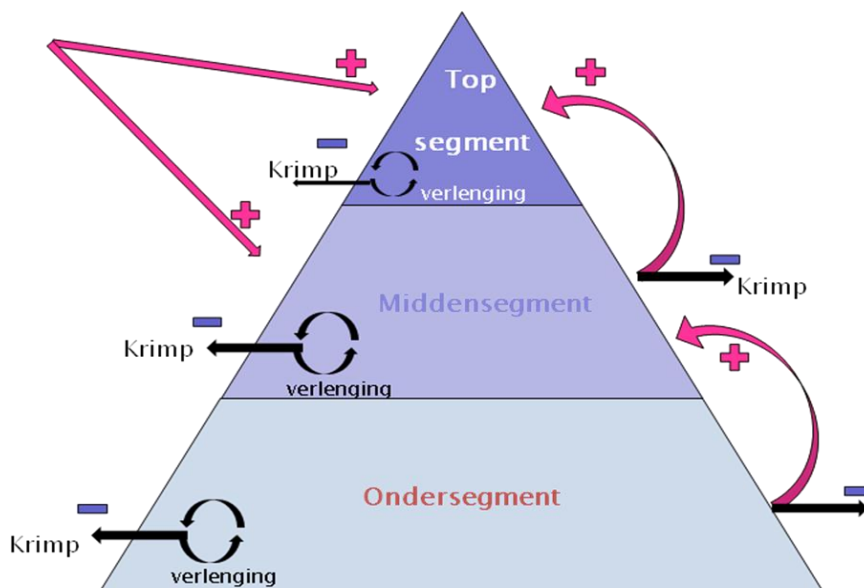 Top
segment
Krimp
verlenging
Middensegment
Krimp
Krimp
verlenging
Ondersegment
Krimp
verlenging